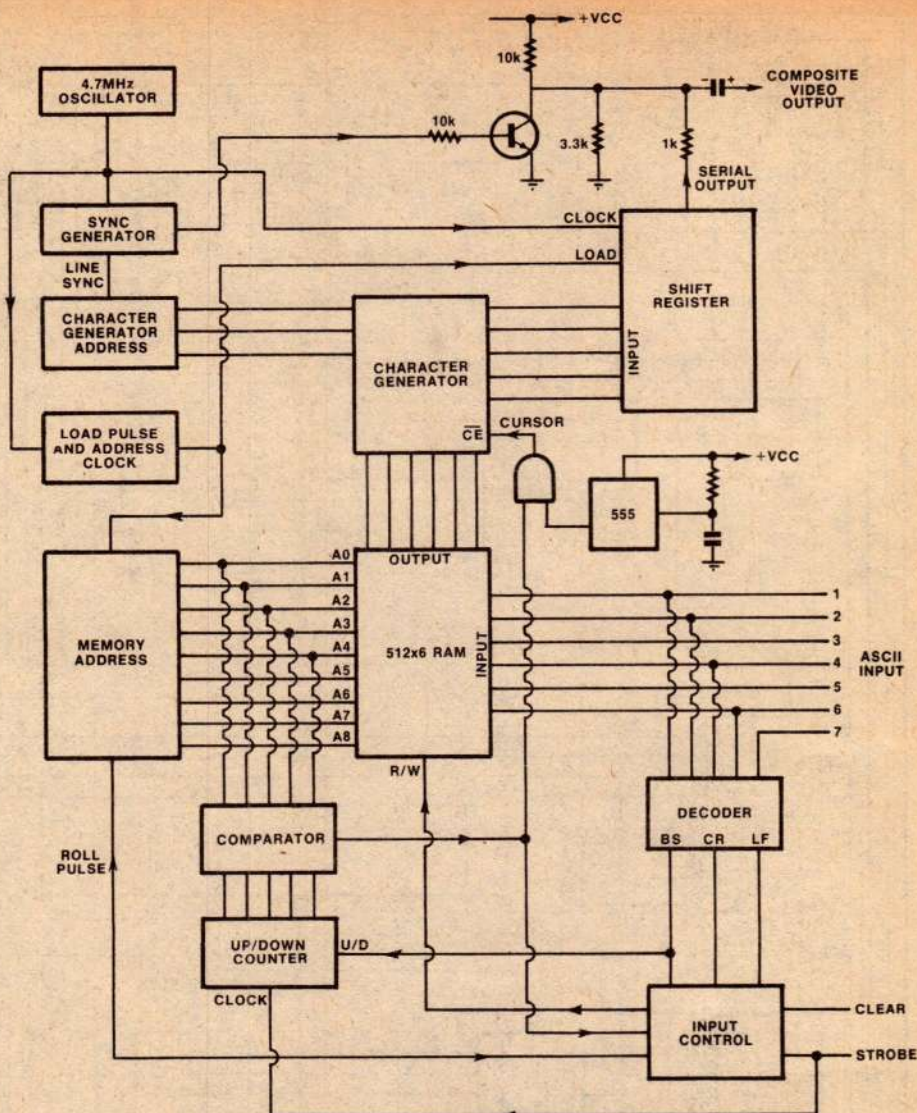 +VCC
10k
4.7MHz
OSCILLATOR
COMPOSITE
VIDEO
OUTPUT
- +
10k
3.3k
1k
SERIAL
OUTPUT
SYNC
GENERATOR
CLOCK
LINE
SYNC
LOAD
SHIFT
REGISTER
INPUT
CHARACTER
GENERATOR
ADDRESS
CHARACTER
GENERATOR
CE
CURSOR
LOAD PULSE
AND ADDRESS
CLOCK
+VCC
555
MEMORY
ADDRESS
A0
A1
A2
A3
A4
A5
A6
A7
A8
OUTPUT
512x6 RAM
INPUT
R/W
1
2
3
4
5
6
7
ASCII
INPUT
DECODER
BS CR LF
COMPARATOR
ROLL
PULSE
UP/DOWN
COUNTER
U/D
CLOCK
INPUT
CONTROL
CLEAR
STROBE